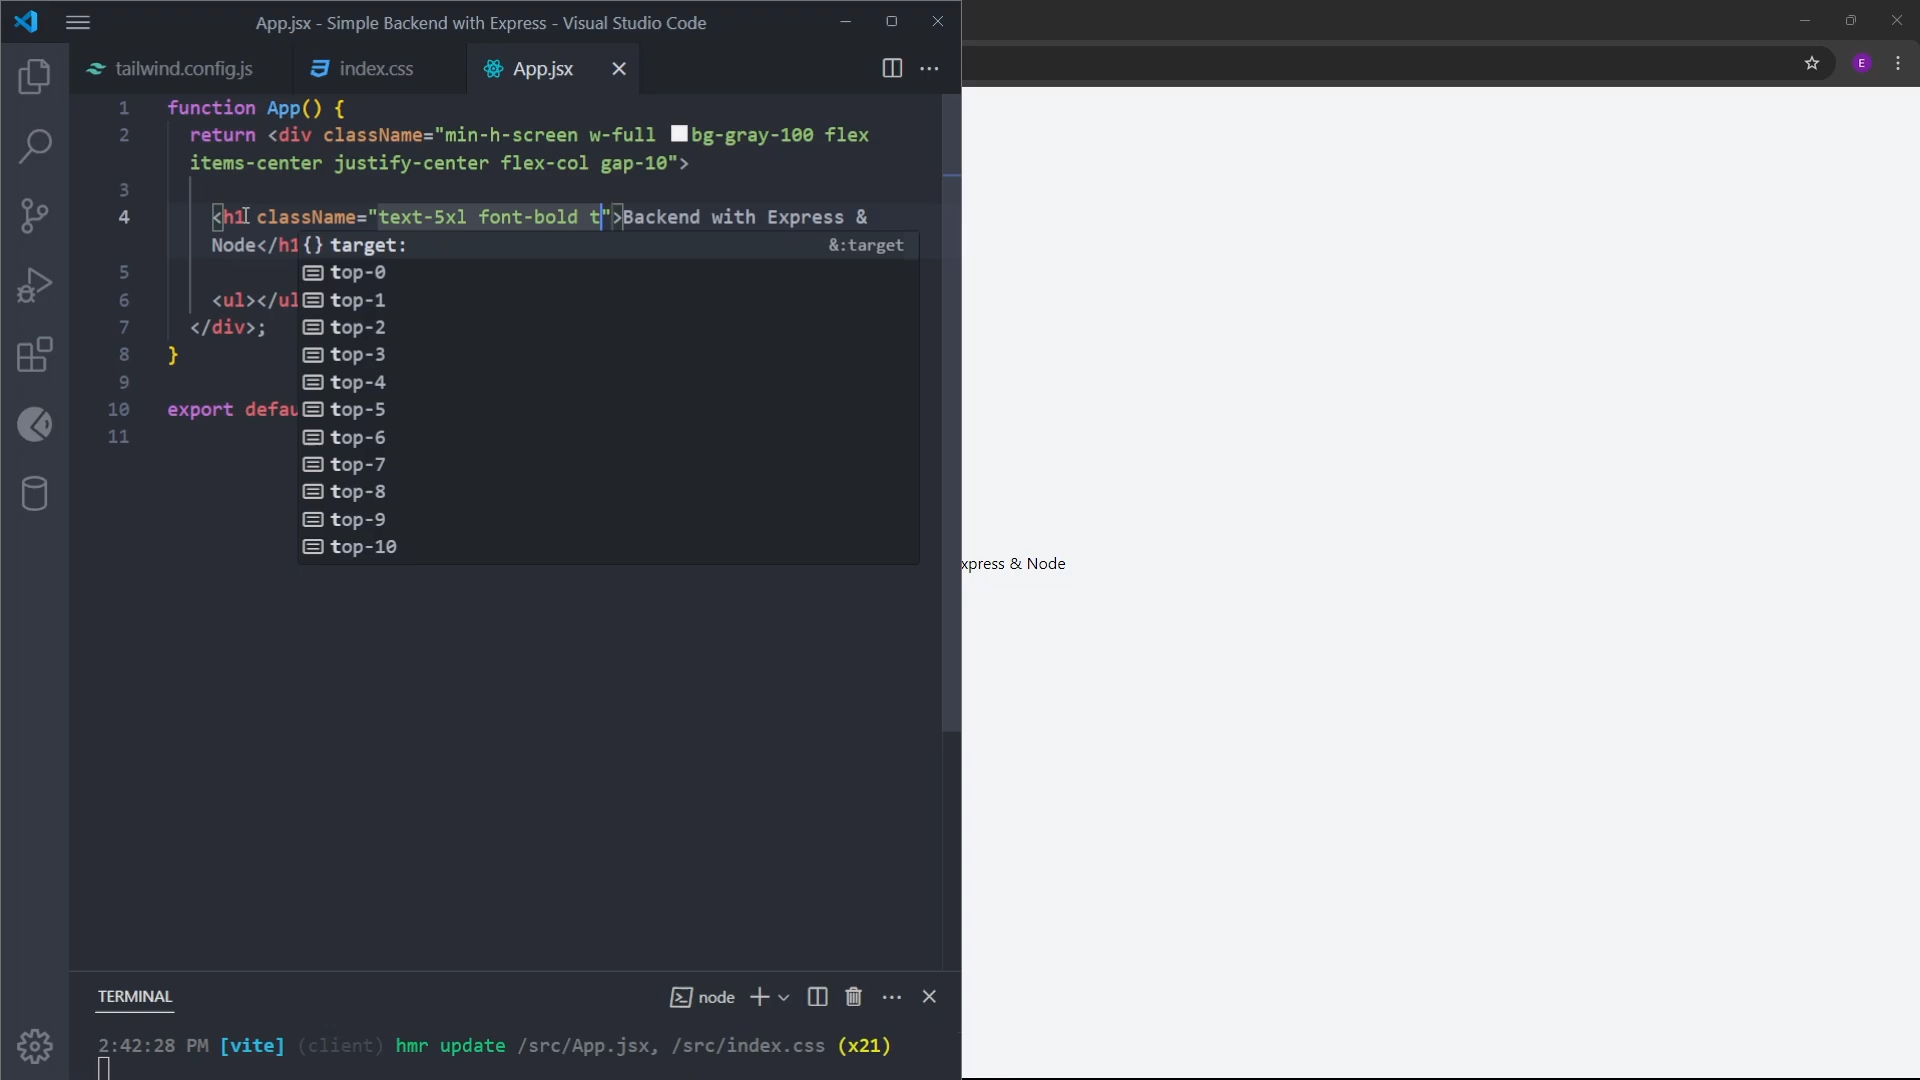 App.jsx - Simple Backend with Express - Visual Studio Code
tailwind.config.js
index.css
App.jsx
E
1 function App() {
2 return <div className="min-h-screen w-full bg-gray-100 flex
items-center justify-center flex-col gap-10">
3
4 <h1 className="text-5xl font-bold t">Backend with Express &
Node</h1
{} target: &:target
top-0
5
top-1
6 <ul></ul
top-2
7 </div>;
top-3
8 }
top-4
9
top-5
10 export defau
top-6
11
top-7
top-8
top-9
top-10
xpress & Node
TERMINAL
node
2:42:28 PM [vite] (client) hmr update /src/App.jsx, /src/index.css (x21)